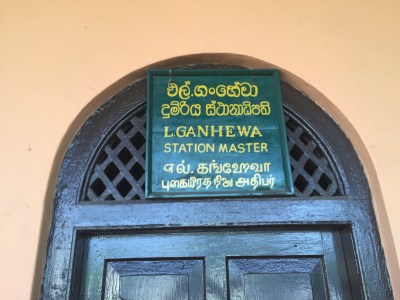 එල්.ගංහේවා
දුම්රිය ස්ථානාධිපති
L.GANHEWA
STATION MASTER
எல். கங்ஹேவா
புகையிரத நிலைய அதிபர்